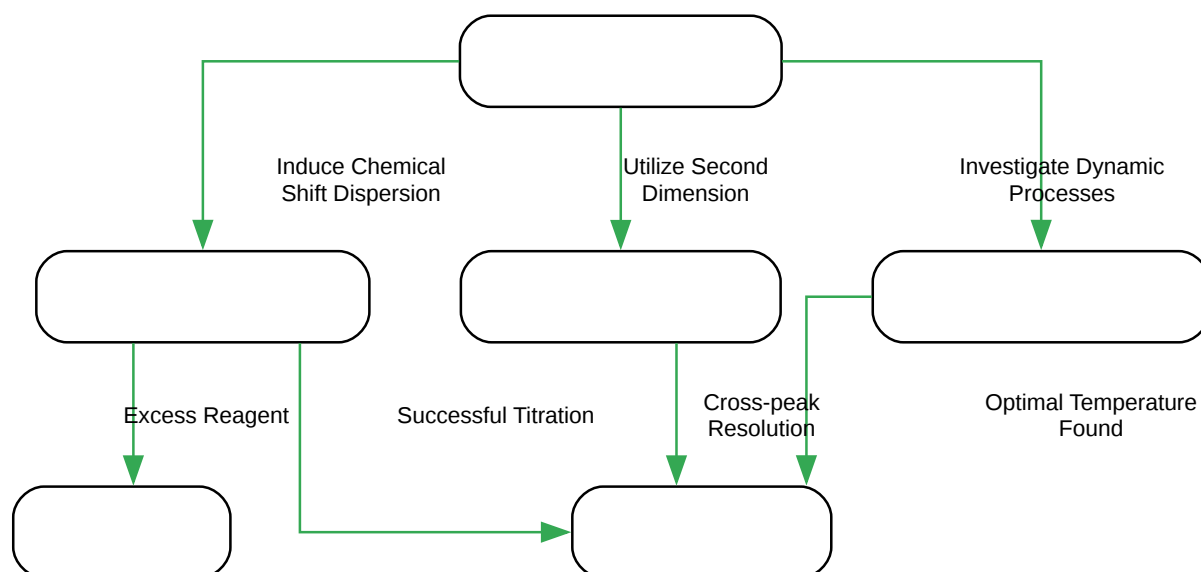 Induce Chemical
Shift Dispersion
Utilize Second
Dimension
Investigate Dynamic
Processes
Excess Reagent
Successful Titration
Cross-peak
Resolution
Optimal Temperature
Found